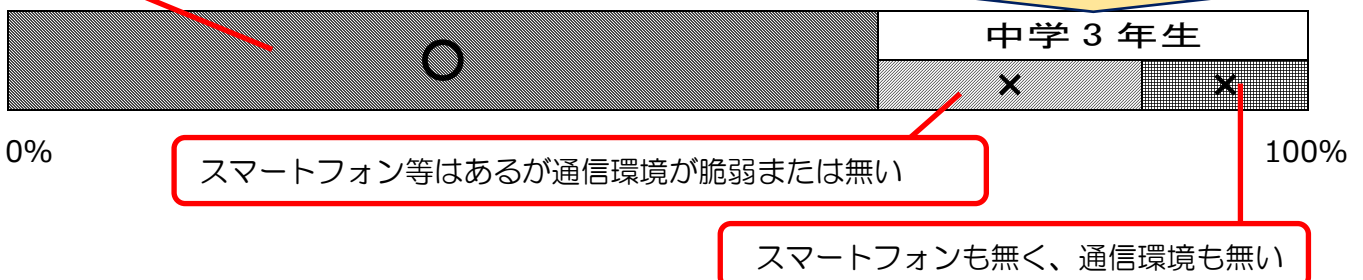 中学3年生
○
×
×
0%
100%
スマートフォン等はあるが通信環境が脆弱または無い
スマートフォンも無く、通信環境も無い